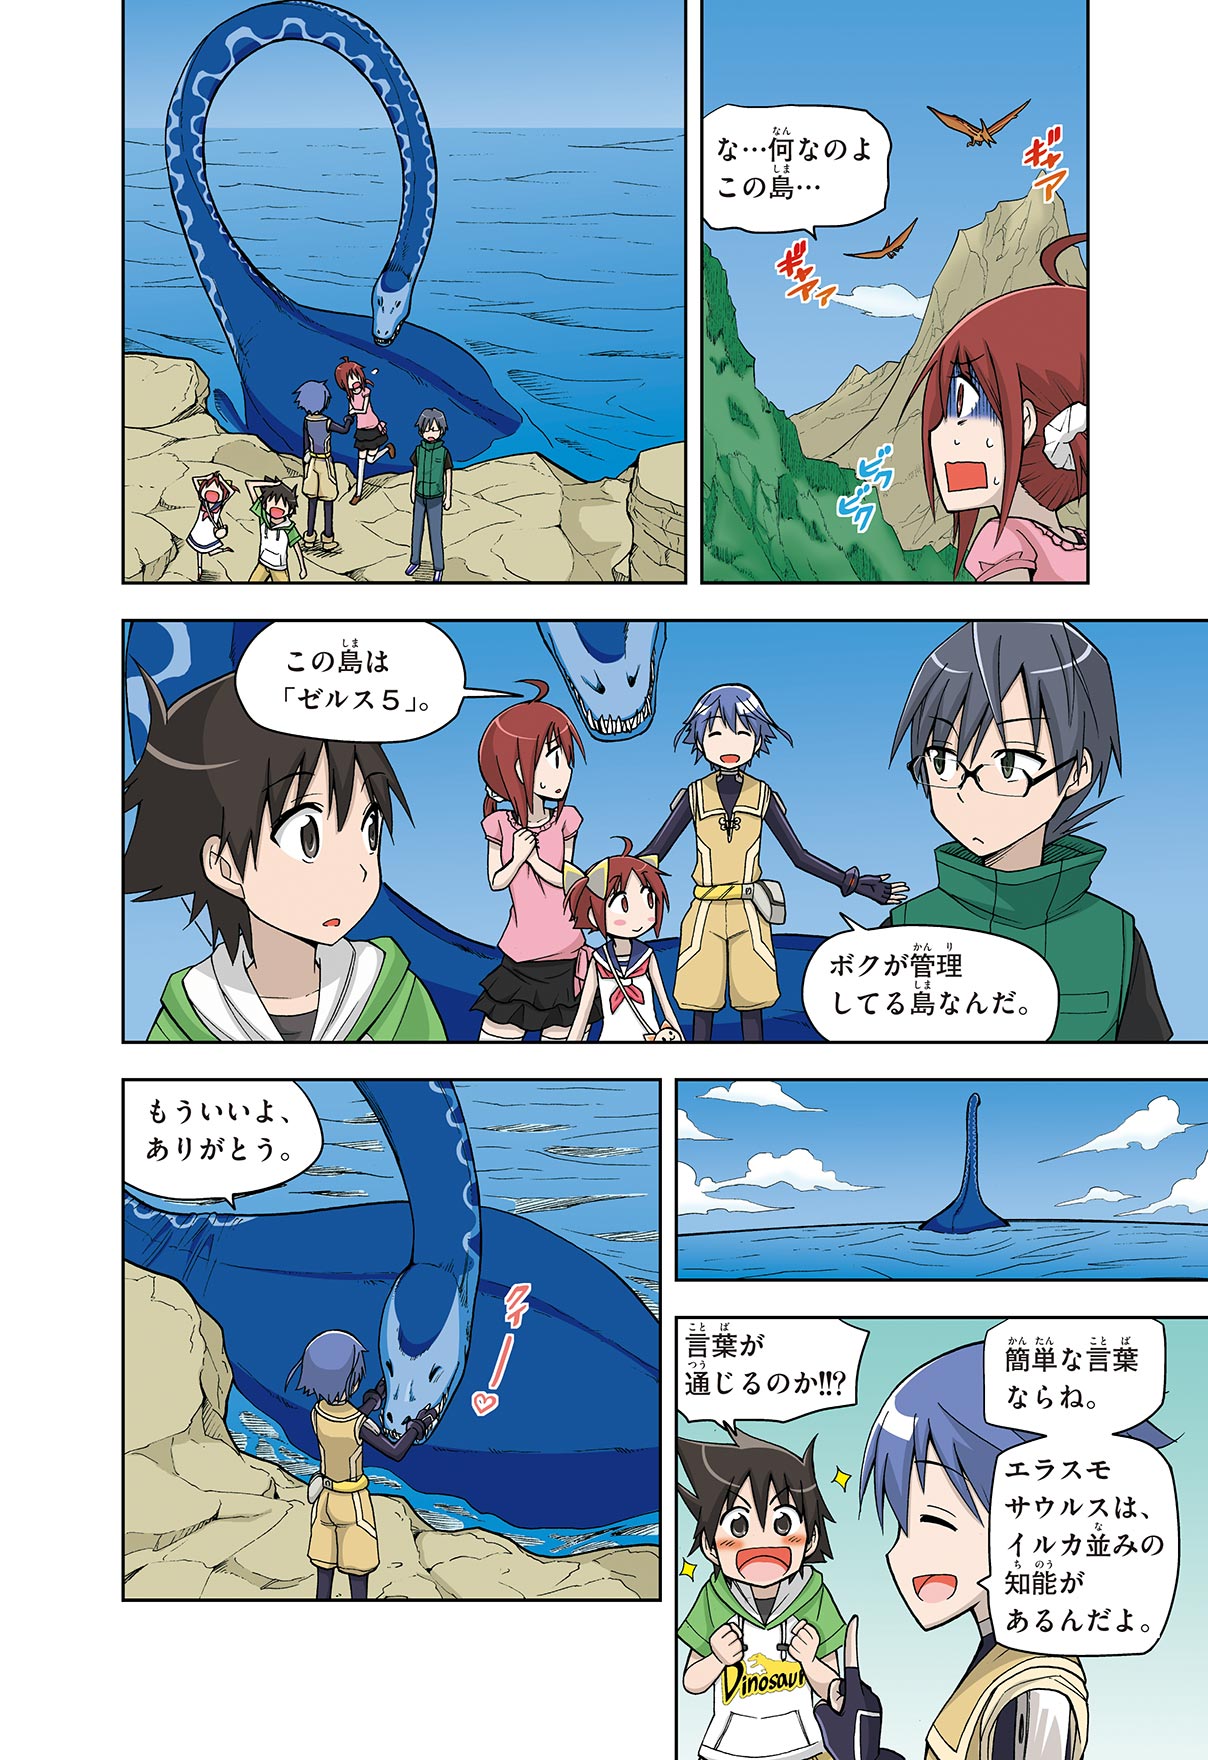 な…何なのよ
この島…
ギャアア
ギャアア
ビクビク
この島は
「ゼルス5」。
ボクが管理
してる島なんだ。
もういいよ、
ありがとう。
クイー♡
言葉が
通じるのか!!?
簡単な言葉
ならね。
エラスモ
サウルスは、
イルカ並みの
知能が
あるんだよ。
Dinosaur